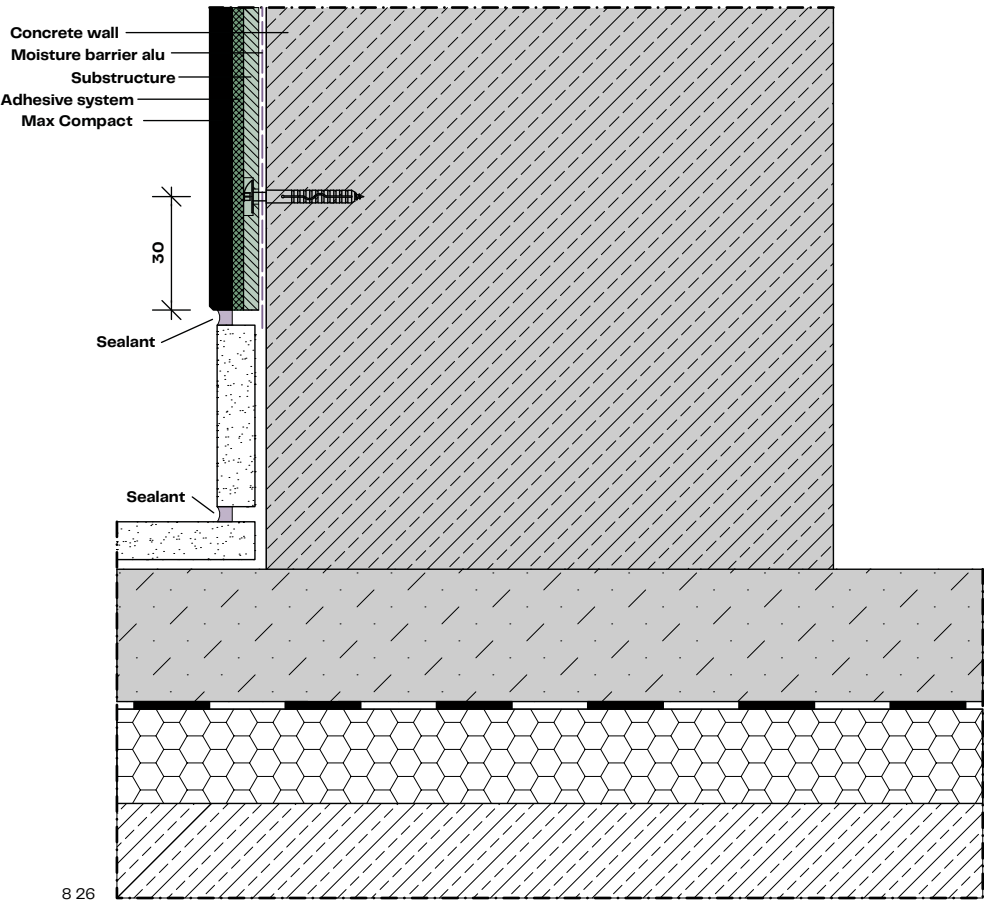 Concrete wall
Moisture barrier alu
Substructure
Adhesive system
Max Compact
30
Sealant
Sealant
8 26